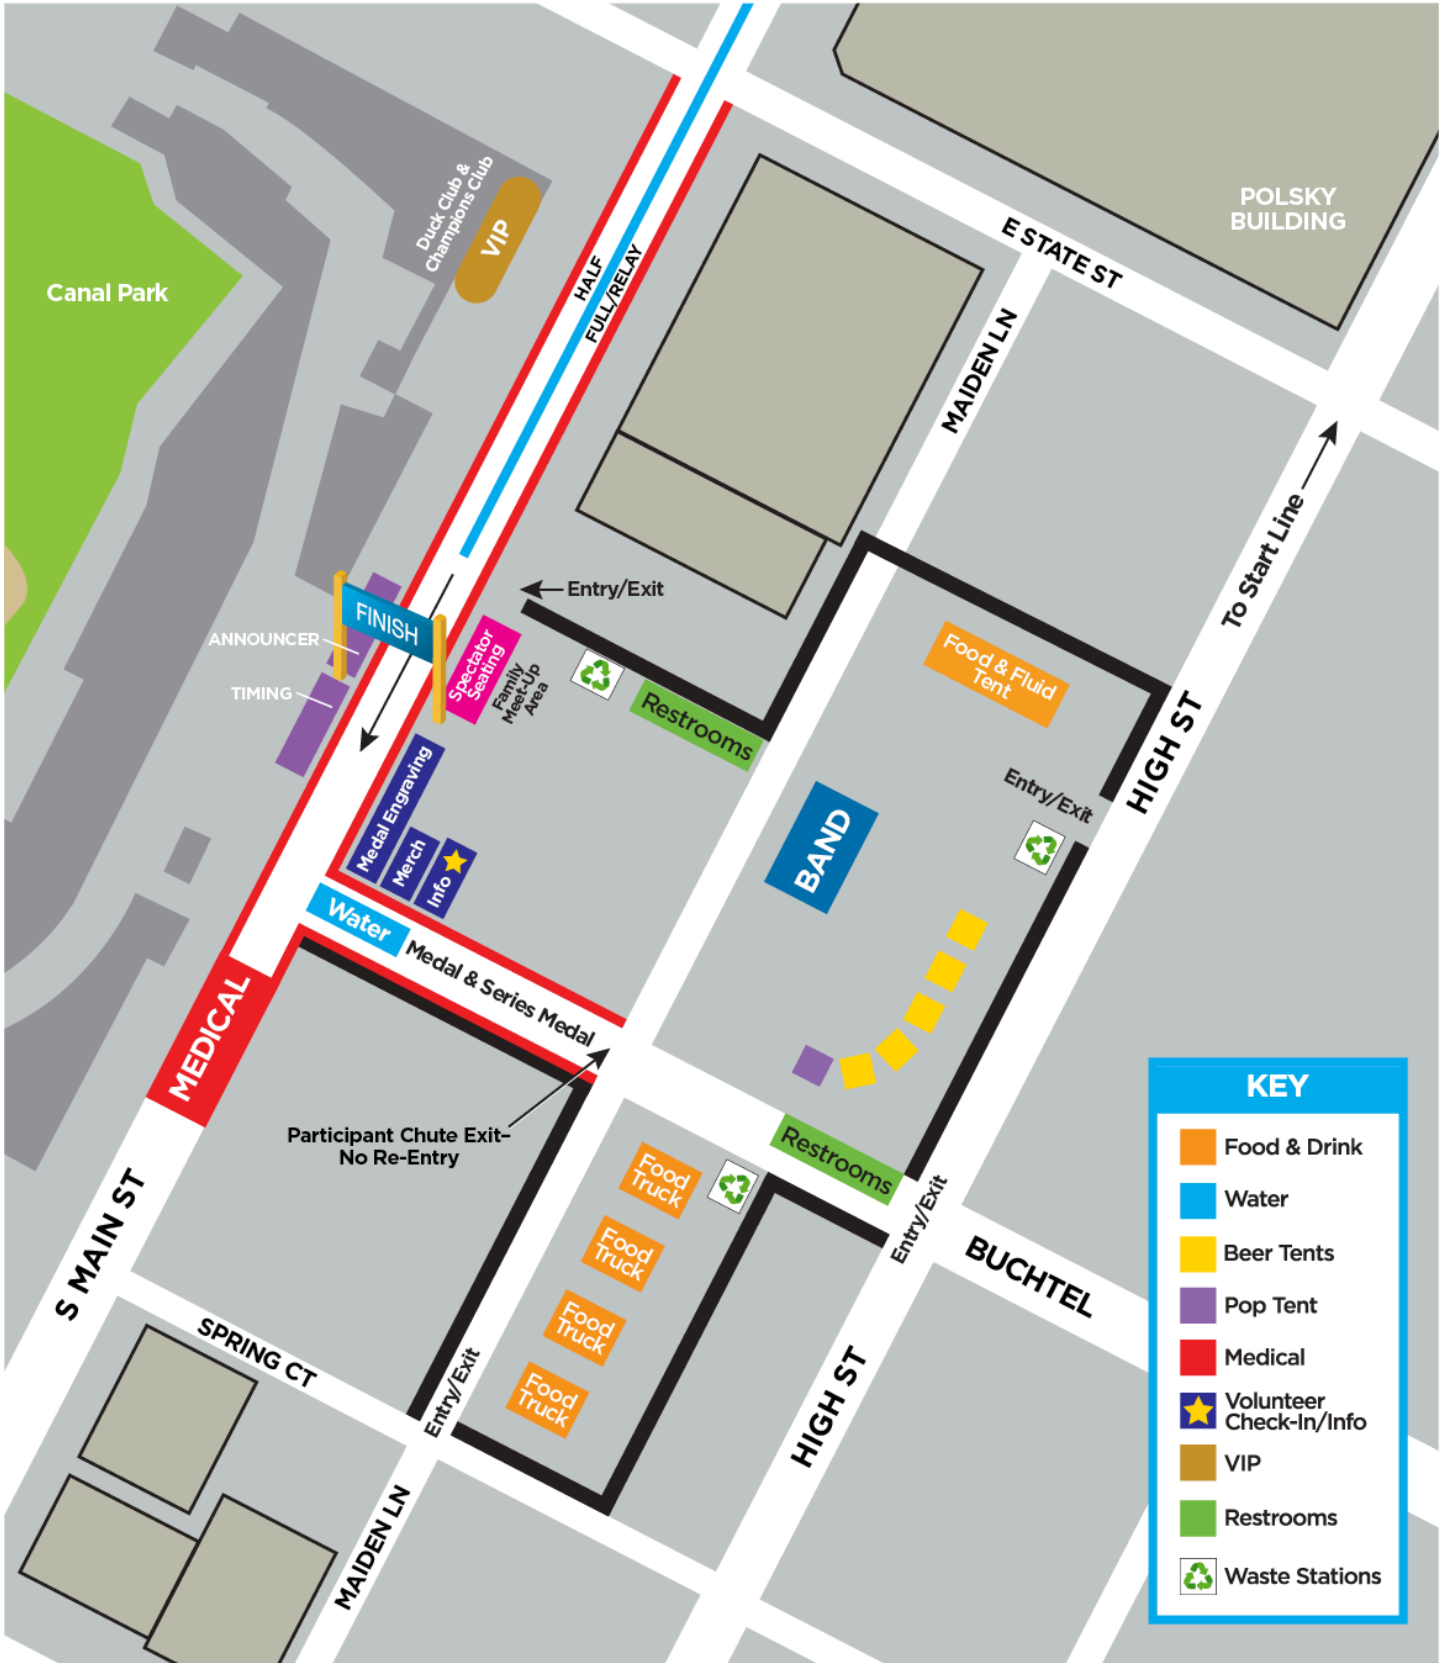 POLSKY
BUILDING
E STATE ST
Duck Club &
Champions Club
VIP
Canal Park
HALF
FULL/RELAY
MAIDEN LN
To Start Line
Entry/Exit
FINISH
ANNOUNCER
TIMING
Spectator
Seating
Family
Meet-Up
Area
Restrooms
Food & Fluid
Tent
HIGH ST
Entry/Exit
BAND
Medal Engraving
Merch
Info
Water
Medal & Series Medal
MEDICAL
Participant Chute Exit–
No Re-Entry
Restrooms
Food
Truck
Food
Truck
Food
Truck
Food
Truck
Entry/Exit
BUCHTEL
S MAIN ST
SPRING CT
Entry/Exit
HIGH ST
MAIDEN LN
KEY
Food & Drink
Water
Beer Tents
Pop Tent
Medical
Volunteer
Check-In/Info
VIP
Restrooms
Waste Stations